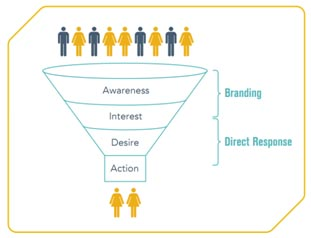 Awareness
Branding
Interest
Desire
Direct Response
Action